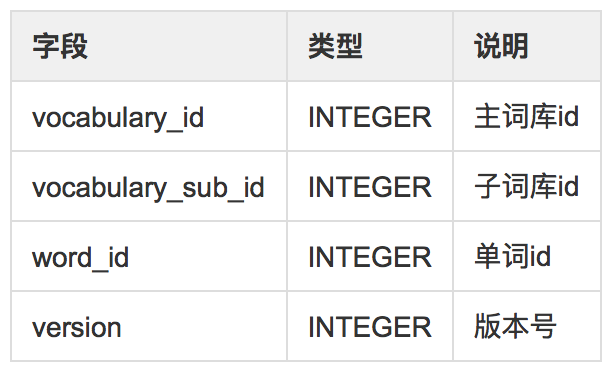 字段 类型 说明
vocabulary_id INTEGER 主词库id
vocabulary_sub_id INTEGER 子词库id
word_id INTEGER 单词id
version INTEGER 版本号